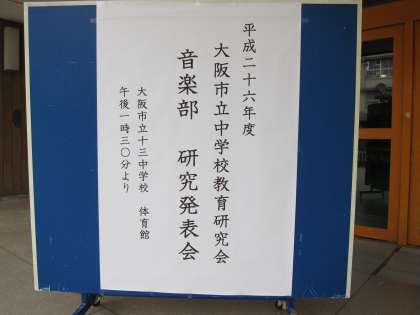 平成二十六年度
大阪市立中学校教育研究会
音楽部 研究発表会
大阪市立十三中学校 体育館
午後一時三〇分より